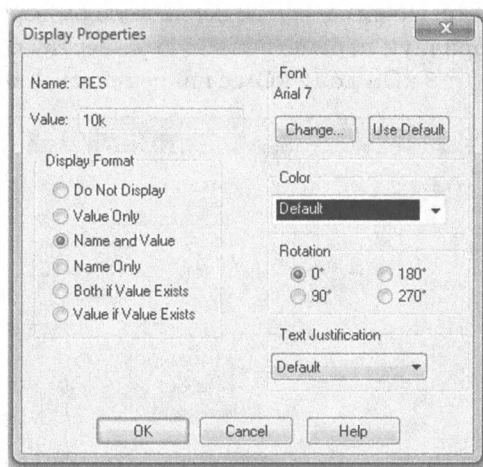 Display Properties
Name: RES
Value: 10k
Display Format
Do Not Display
Value Only
Name and Value
Name Only
Both if Value Exists
Value if Value Exists
Font
Arial 7
Change...
Use Default
Color
Default
Rotation
0°
180°
90°
270°
Text Justification
Default
OK
Cancel
Help